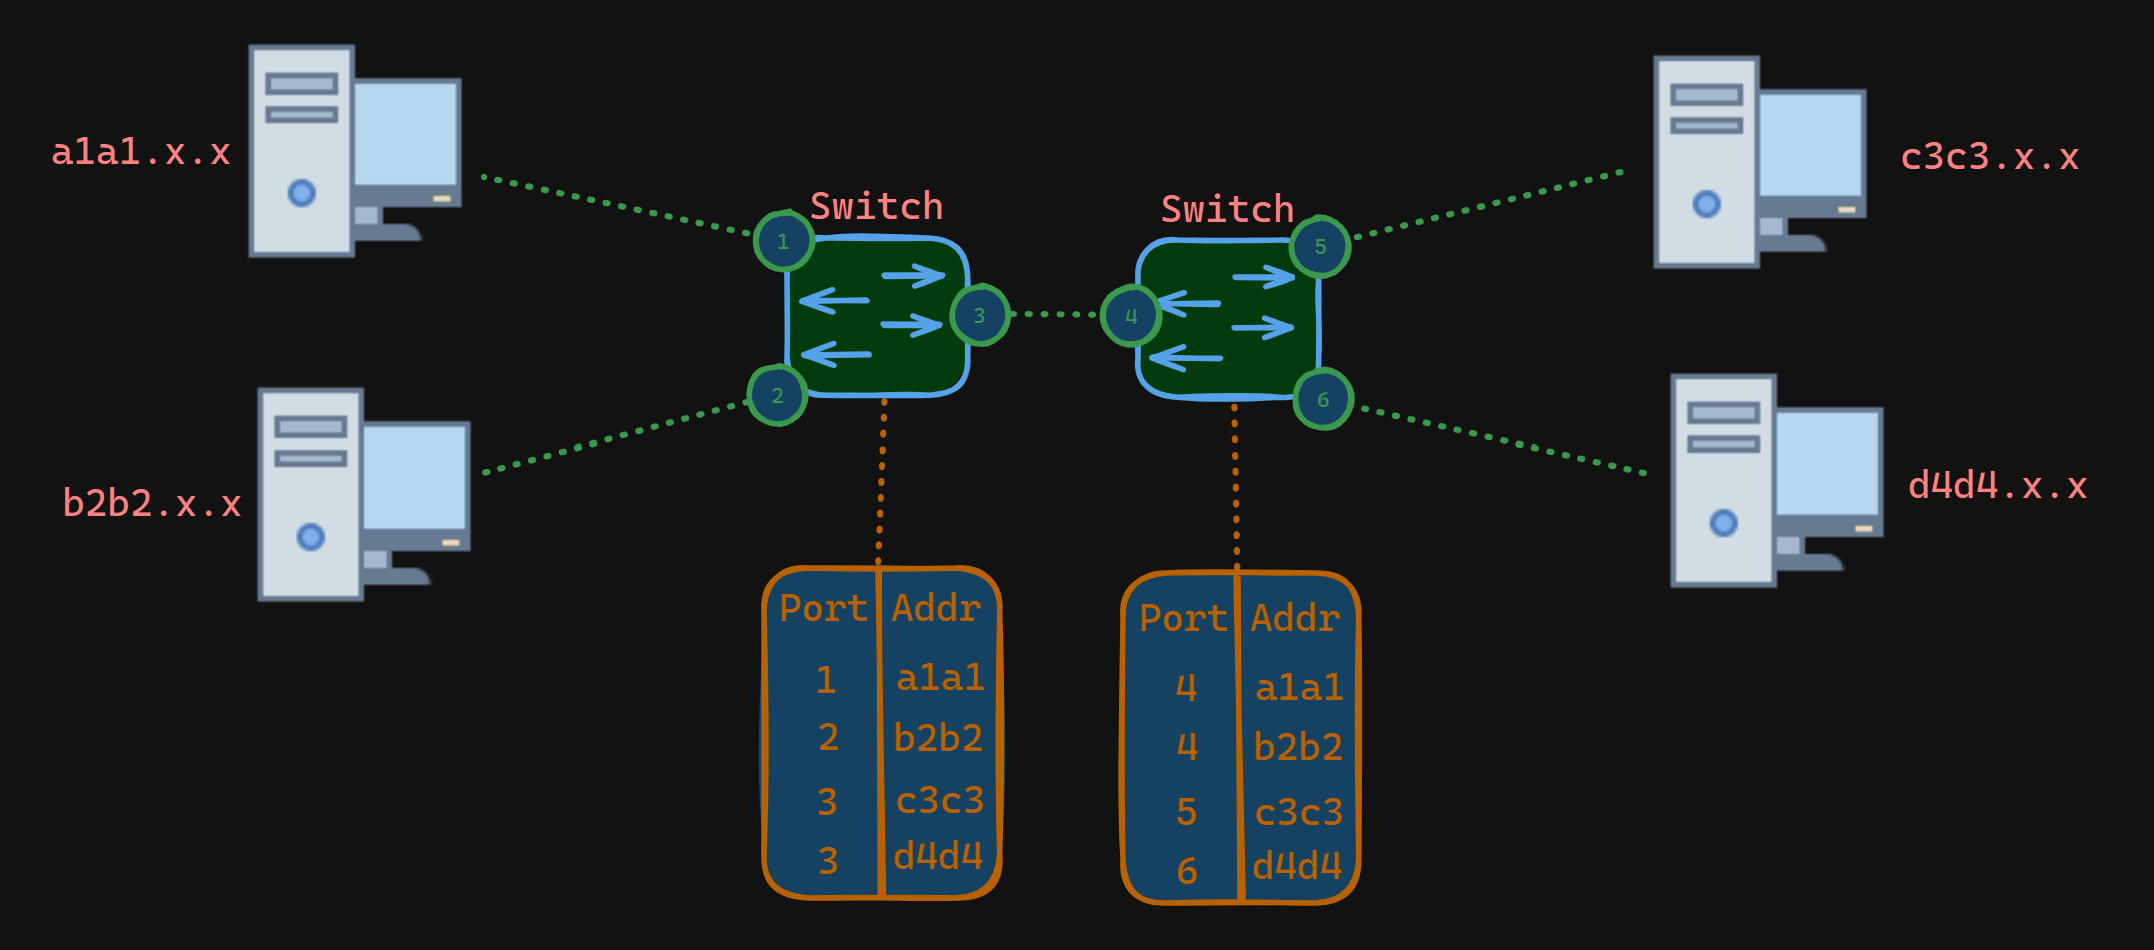 a1a1.x.x
b2b2.x.x
Switch
1
2
3
Switch
4
5
6
c3c3.x.x
d4d4.x.x
Port Addr
1 a1a1
2 b2b2
3 c3c3
3 d4d4
Port Addr
4 a1a1
4 b2b2
5 c3c3
6 d4d4